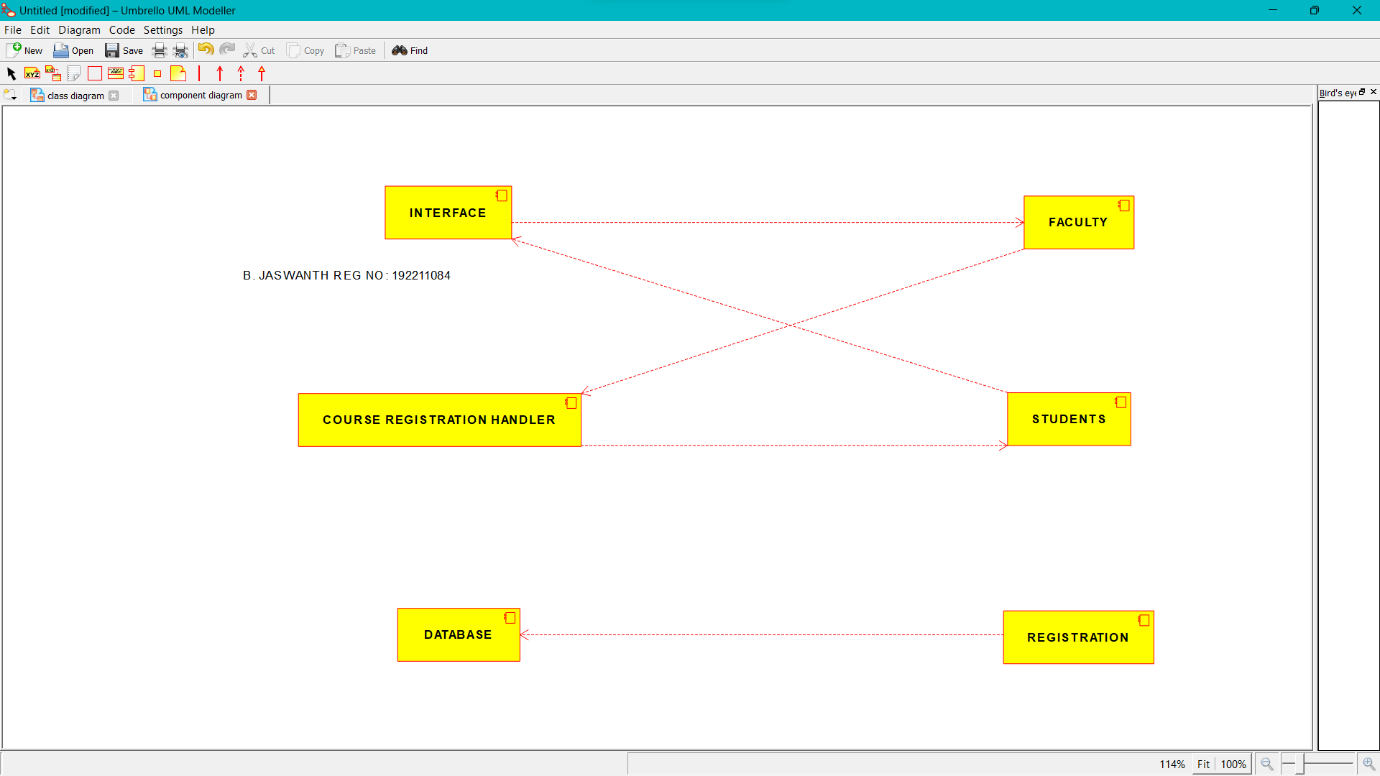 Untitled [modified] – Umbrello UML Modeller
File Edit Diagram Code Settings Help
New Open Save Cut Copy Paste Find
XYZ
class diagram component diagram
Bird's eye
INTERFACE
FACULTY
B. JASWANTH REG NO: 192211084
COURSE REGISTRATION HANDLER
STUDENTS
DATABASE
REGISTRATION
114% Fit 100%